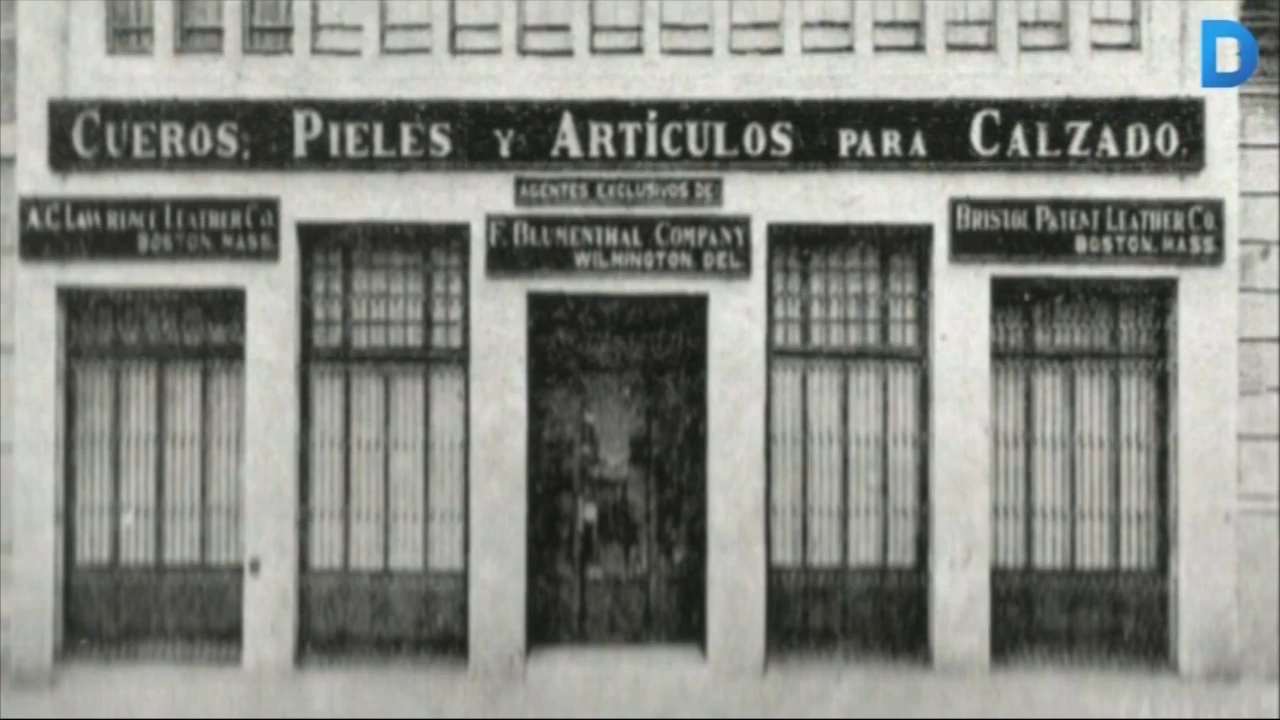 CUEROS, PIELES Y ARTÍCULOS PARA CALZADO.
AGENTES EXCLUSIVOS DE:
A.C. LAWRENCE LEATHER CO.
BOSTON, MASS.
F. BLUMENTHAL COMPANY
WILMINGTON, DEL.
BRISTOL PATENT LEATHER CO.
BOSTON, MASS.